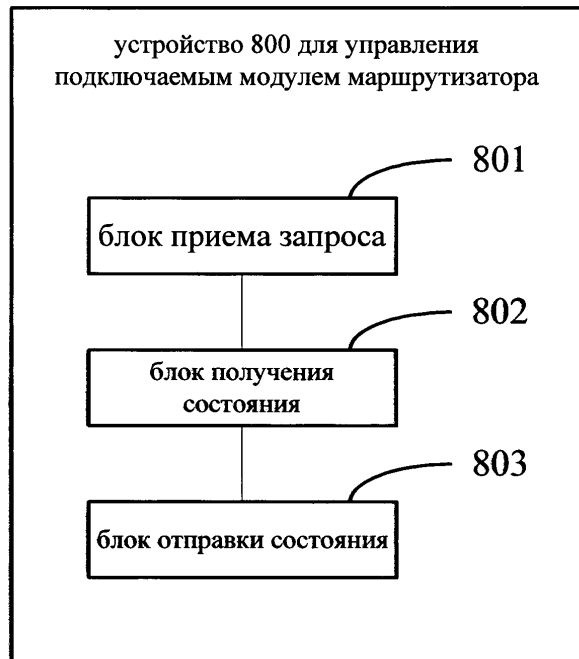 устройство 800 для управления
подключаемым модулем маршрутизатора
801
блок приема запроса
802
блок получения
состояния
803
блок отправки состояния